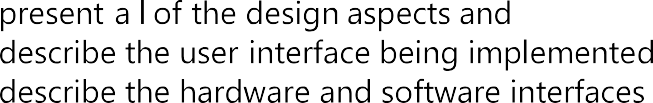 present a l of the design aspects and
describe the user interface being implemented
describe the hardware and software interfaces